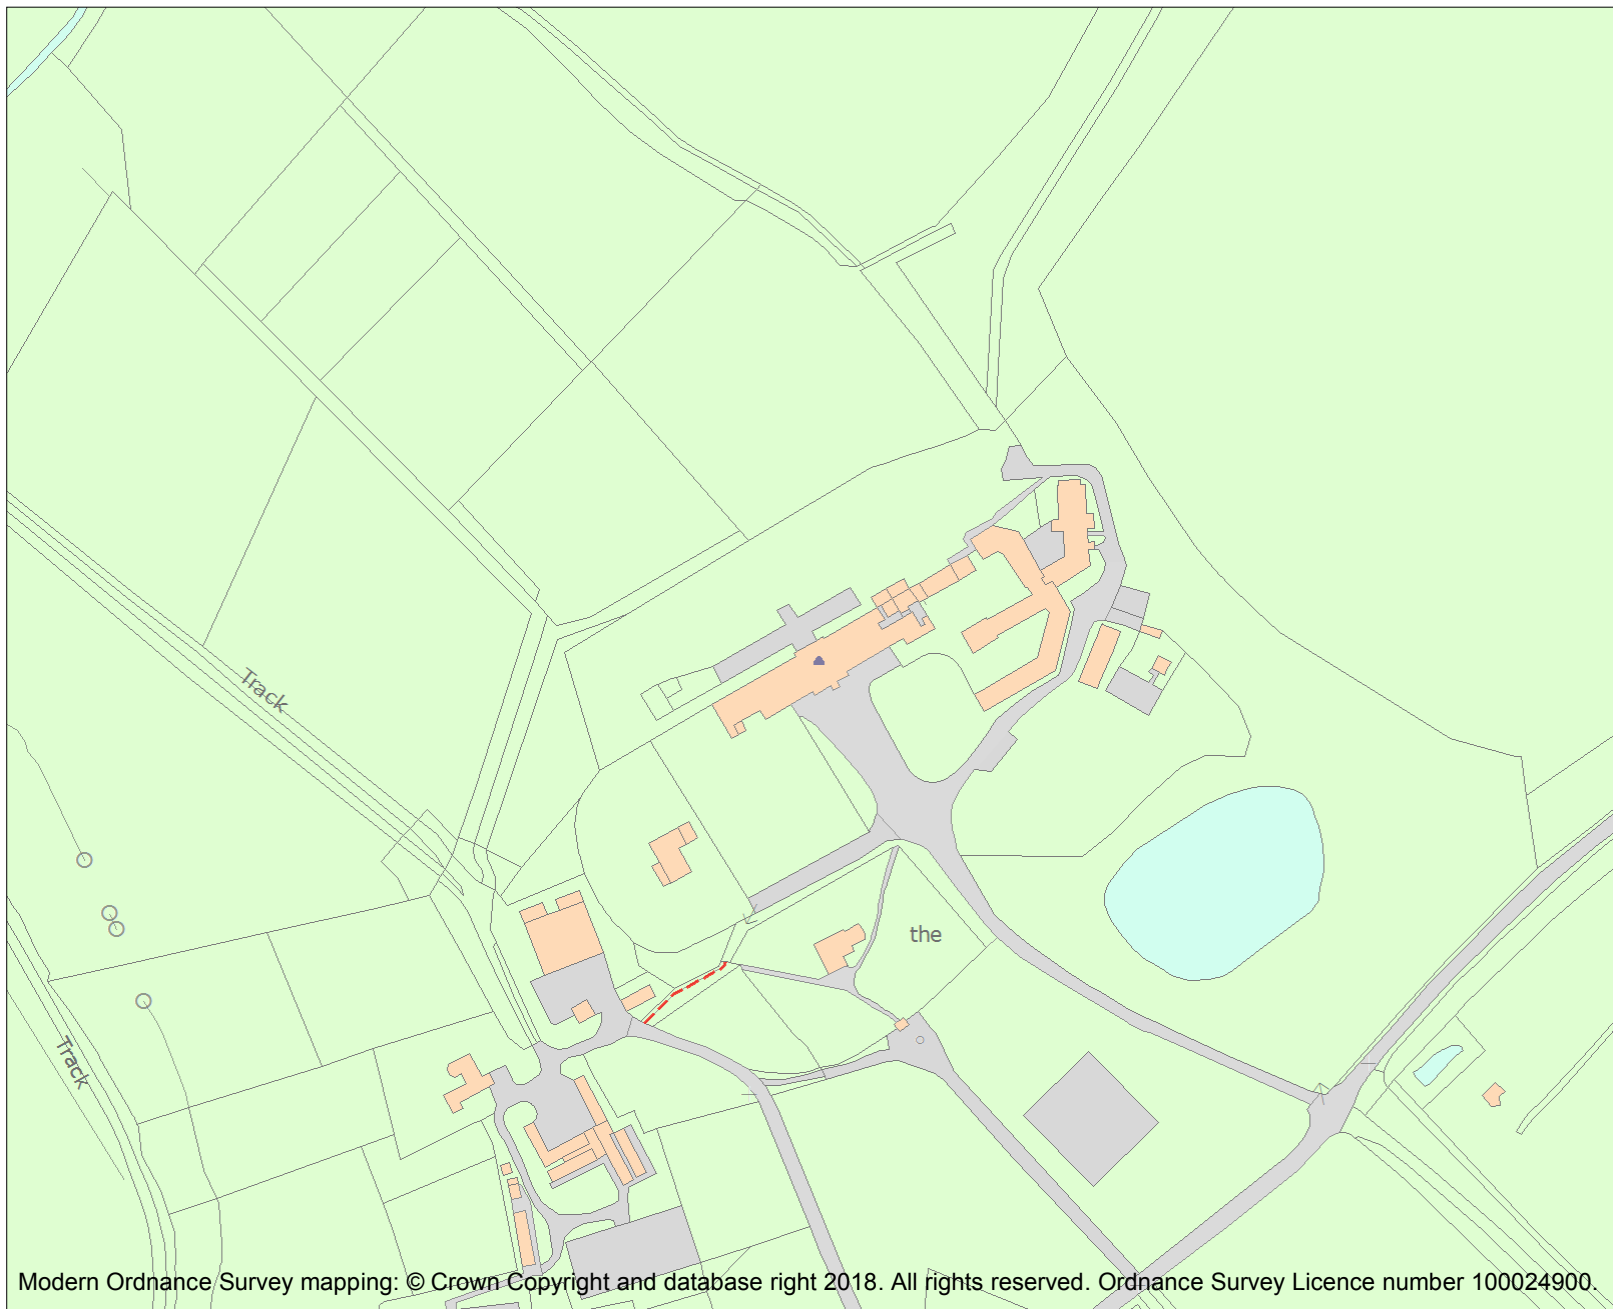 Track
the
Track
Modern Ordnance Survey mapping: © Crown Copyright and database right 2018. All rights reserved. Ordnance Survey Licence number 100024900.